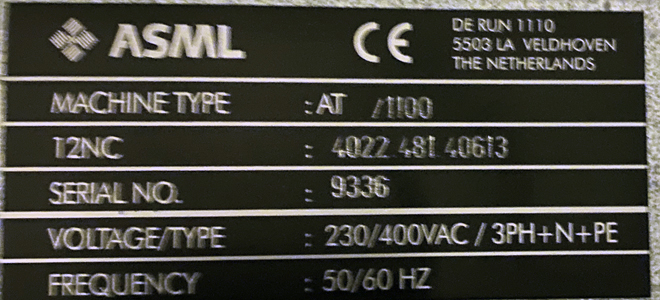 ASML CE DE RUN 1110
5503 LA VELDHOVEN
THE NETHERLANDS
MACHINE TYPE : AT /1100
12NC : 4022 481 40613
SERIAL NO. : 9336
VOLTAGE/TYPE : 230/400VAC / 3PH+N+PE
FREQUENCY : 50/60 HZ